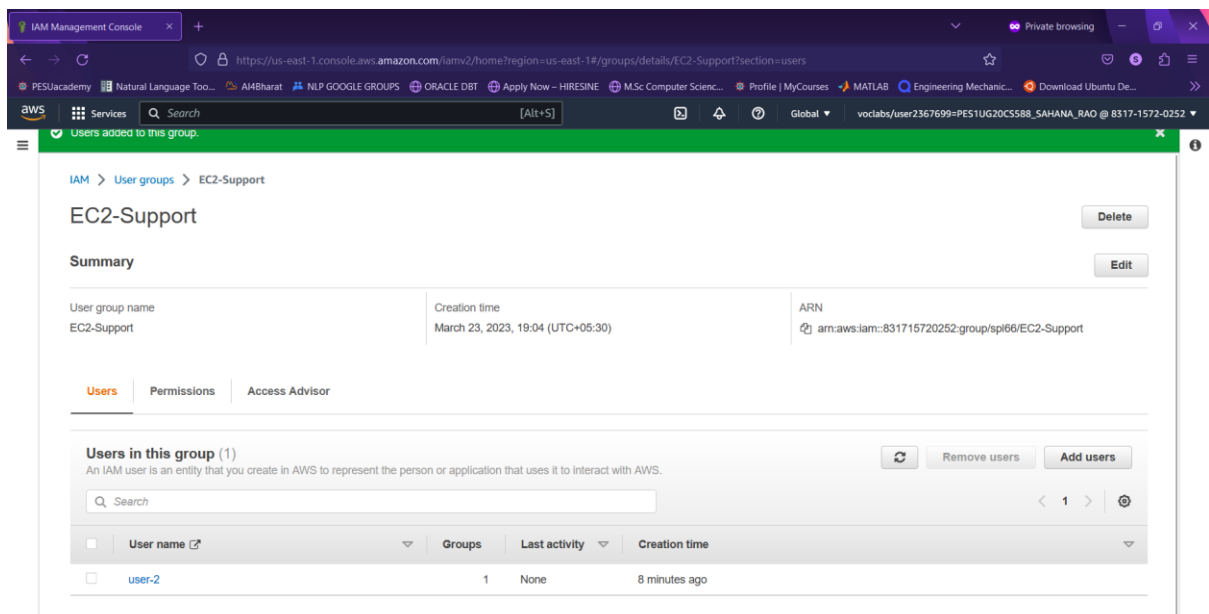 IAM Management Console
Private browsing
https://us-east-1.console.aws.amazon.com/iamv2/home?region=us-east-1#/groups/details/EC2-Support?section=users
PESUacademy Natural Language Too... AI4Bharat NLP GOOGLE GROUPS ORACLE DBT Apply Now – HIRESINE M.Sc Computer Scienc... Profile | MyCourses MATLAB Engineering Mechanic... Download Ubuntu De...
aws Services Search [Alt+S] Global voclabs/user2367699=PES1UG20CS588_SAHANA_RAO @ 8317-1572-0252
Users added to this group.
IAM > User groups > EC2-Support
EC2-Support Delete
Summary Edit
User group name Creation time ARN
EC2-Support March 23, 2023, 19:04 (UTC+05:30) arn:aws:iam::831715720252:group/spl66/EC2-Support
Users Permissions Access Advisor
Users in this group (1) Remove users Add users
An IAM user is an entity that you create in AWS to represent the person or application that uses it to interact with AWS.
Search < 1 >
User name Groups Last activity Creation time
user-2 1 None 8 minutes ago